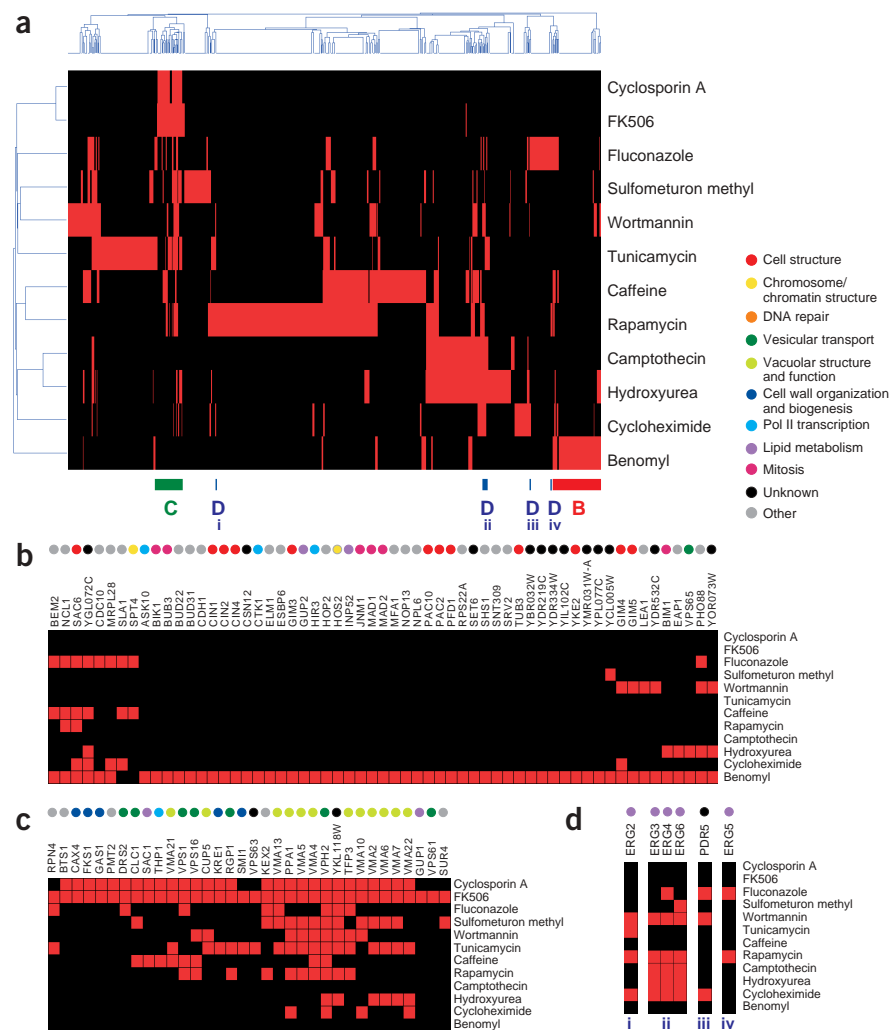 a
Cyclosporin A
FK506
Fluconazole
Sulfometuron methyl
Wortmannin
Tunicamycin
Caffeine
Rapamycin
Camptothecin
Hydroxyurea
Cycloheximide
Benomyl
Cell structure
Chromosome/
chromatin structure
DNA repair
Vesicular transport
Vacuolar structure
and function
Cell wall organization
and biogenesis
Pol II transcription
Lipid metabolism
Mitosis
Unknown
Other
C D D D D B
i ii iii iv
b
BEM2
NCL1
SAC6
YGL072C
CDC10
MRPL28
SLA1
SPT4
ASK10
BIK1
BUB3
BUD22
BUD31
CDH1
CIN1
CIN2
CIN4
CSN12
CTK1
ELM1
ESBP6
GIM3
GUP2
HIR3
HOP2
HOS2
INP52
JNM1
MAD1
MAD2
MFA1
NOP13
NPL6
PAC10
PAC2
PFD1
RPS22A
SET6
SHS1
SNT309
SRV2
TUB3
YBR032W
YDR219C
YDR334W
YIL102C
YKE2
YMR031W-A
YPL077C
YCL005W
GIM4
GIM5
LEA1
YDR532C
BIM1
EAP1
VPS65
PHO88
YOR073W
Cyclosporin A
FK506
Fluconazole
Sulfometuron methyl
Wortmannin
Tunicamycin
Caffeine
Rapamycin
Camptothecin
Hydroxyurea
Cycloheximide
Benomyl
c
RPN4
BTS1
CAX4
FKS1
GAS1
PMT2
DRS2
CLC1
SAC1
THP1
VMA21
VPS1
VPS16
CUP5
KRE1
RGP1
SMI1
VPS63
KEX2
VMA13
PPA1
VMA5
VMA4
VPH2
YKL118W
TFP3
VMA10
VMA2
VMA6
VMA7
VMA22
GUP1
VPS61
SUR4
Cyclosporin A
FK506
Fluconazole
Sulfometuron methyl
Wortmannin
Tunicamycin
Caffeine
Rapamycin
Camptothecin
Hydroxyurea
Cycloheximide
Benomyl
d
ERG2
ERG3
ERG4
ERG6
PDR5
ERG5
Cyclosporin A
FK506
Fluconazole
Sulfometuron methyl
Wortmannin
Tunicamycin
Caffeine
Rapamycin
Camptothecin
Hydroxyurea
Cycloheximide
Benomyl
i ii iii iv